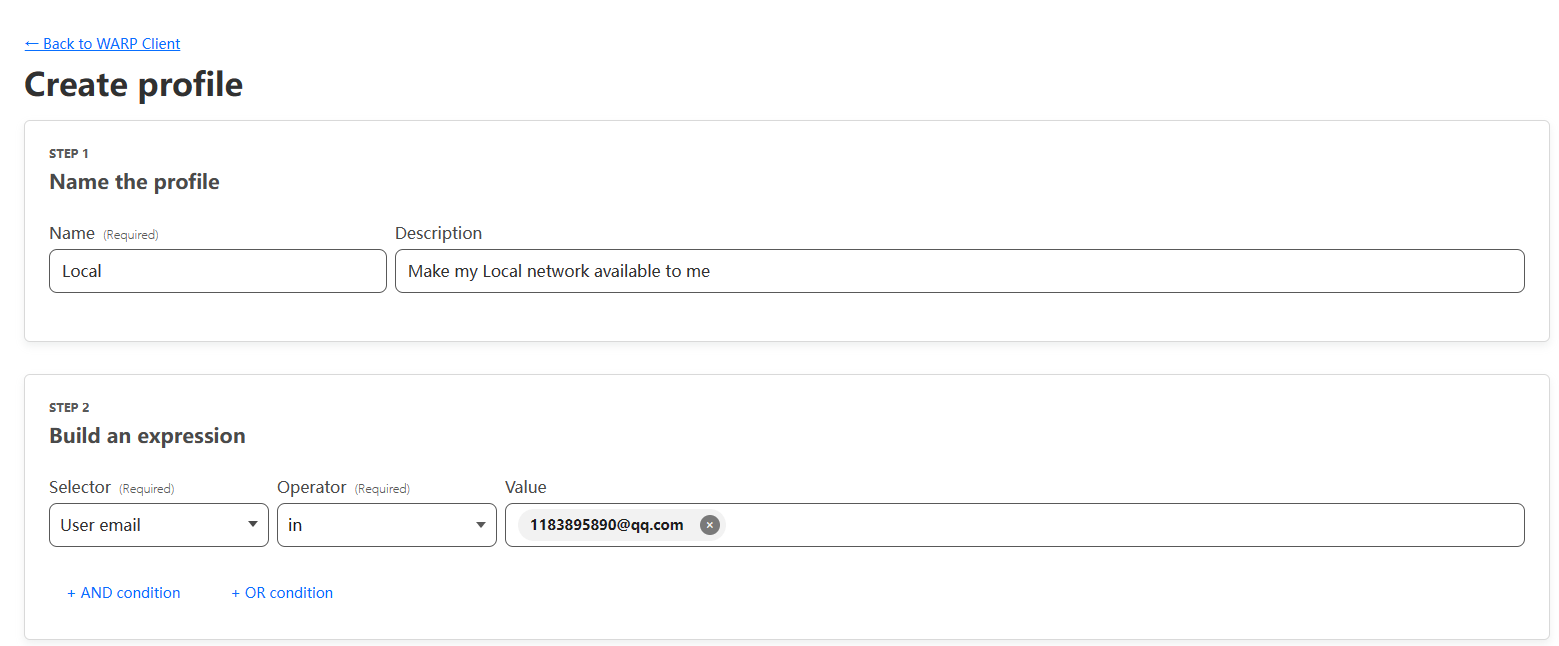 ← Back to WARP Client
Create profile
STEP 1
Name the profile
Name (Required) Description
Local Make my Local network available to me
STEP 2
Build an expression
Selector (Required) Operator (Required) Value
User email in 1183895890@qq.com
+ AND condition + OR condition